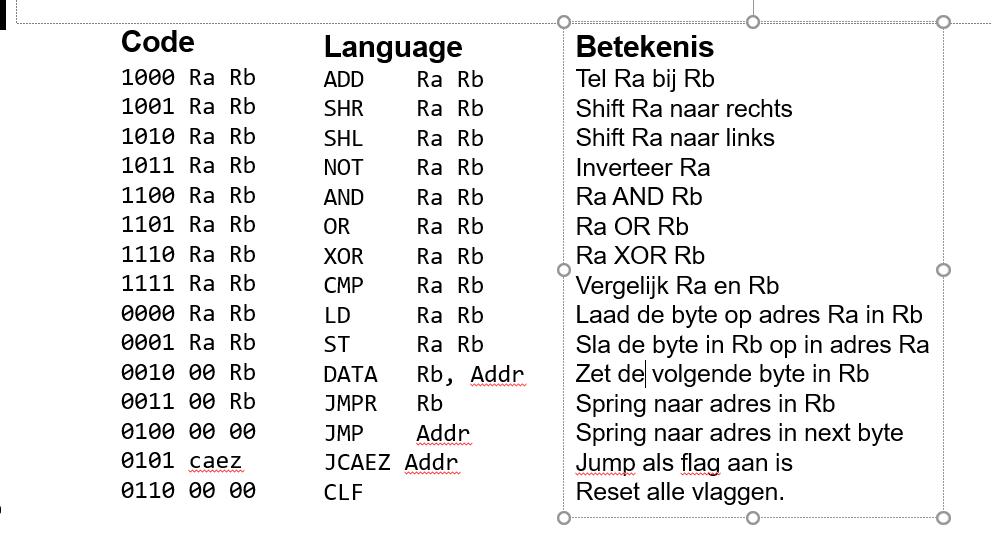 Code Language Betekenis
1000 Ra Rb ADD Ra Rb Tel Ra bij Rb
1001 Ra Rb SHR Ra Rb Shift Ra naar rechts
1010 Ra Rb SHL Ra Rb Shift Ra naar links
1011 Ra Rb NOT Ra Rb Inverteer Ra
1100 Ra Rb AND Ra Rb Ra AND Rb
1101 Ra Rb OR Ra Rb Ra OR Rb
1110 Ra Rb XOR Ra Rb Ra XOR Rb
1111 Ra Rb CMP Ra Rb Vergelijk Ra en Rb
0000 Ra Rb LD Ra Rb Laad de byte op adres Ra in Rb
0001 Ra Rb ST Ra Rb Sla de byte in Rb op in adres Ra
0010 00 Rb DATA Rb, Addr Zet de volgende byte in Rb
0011 00 Rb JMPR Rb Spring naar adres in Rb
0100 00 00 JMP Addr Spring naar adres in next byte
0101 caez JCAEZ Addr Jump als flag aan is
0110 00 00 CLF Reset alle vlaggen.